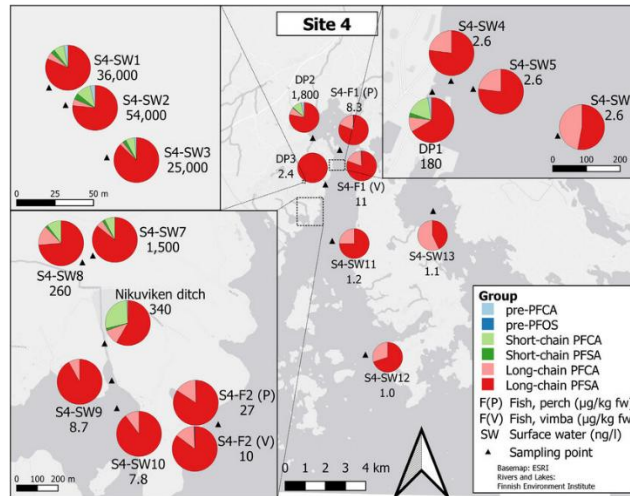 Site 4
S4-SW1
36,000
S4-SW2
54,000
S4-SW3
25,000
0 25 50 m
DP2
1,800
S4-F1 (P)
8.3
DP3
2.4
S4-F1 (V)
11
S4-SW4
2.6
S4-SW5
2.6
S4-SW
2.6
DP1
180
0 100 200
S4-SW7
1,500
S4-SW8
260
Nikuviken ditch
340
S4-SW9
8.7
S4-SW10
7.8
S4-F2 (P)
27
S4-F2 (V)
10
0 100 200 m
S4-SW11
1.2
S4-SW13
1.1
S4-SW12
1.0
0 1 2 3 4 km
Group
pre-PFCA
pre-PFOS
Short-chain PFCA
Short-chain PFSA
Long-chain PFCA
Long-chain PFSA
F(P) Fish, perch (µg/kg fw)
F(V) Fish, vimba (µg/kg fw)
SW Surface water (ng/l)
Sampling point
Basemap: ESRI
Rivers and Lakes:
Finnish Environment Institute